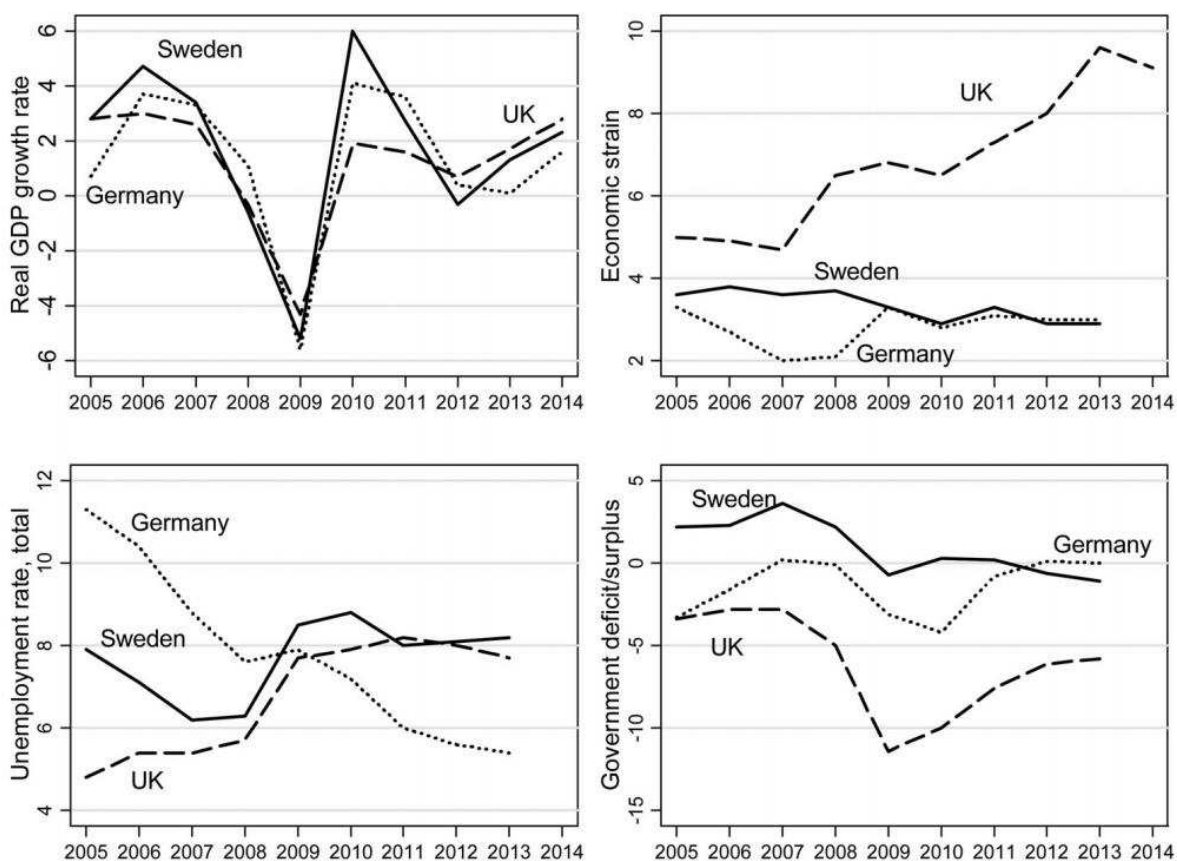 Real GDP growth rate
6
4
2
0
-2
-4
-6
Sweden
UK
Germany
2005 2006 2007 2008 2009 2010 2011 2012 2013 2014
Economic strain
10
8
6
4
2
UK
Sweden
Germany
2005 2006 2007 2008 2009 2010 2011 2012 2013 2014
Unemployment rate, total
12
10
8
6
4
Germany
Sweden
UK
2005 2006 2007 2008 2009 2010 2011 2012 2013 2014
Government deficit/surplus
5
0
-5
-10
-15
Sweden
Germany
UK
2005 2006 2007 2008 2009 2010 2011 2012 2013 2014